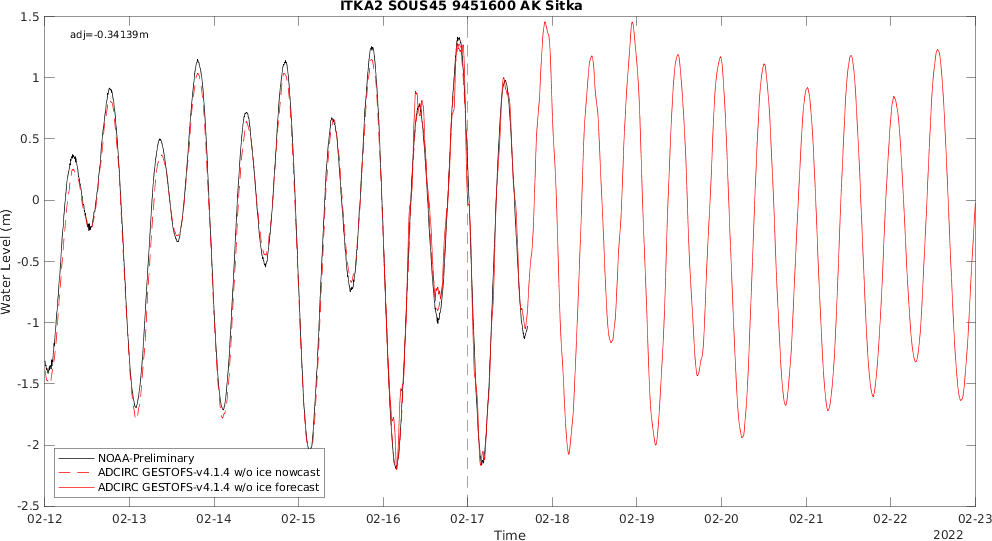 ITKA2 SOUS45 9451600 AK Sitka
adj=-0.34139m
1.5
1
0.5
0
-0.5
-1
-1.5
-2
-2.5
Water Level (m)
NOAA-Preliminary
ADCIRC GESTOFS-v4.1.4 w/o ice nowcast
ADCIRC GESTOFS-v4.1.4 w/o ice forecast
02-12 02-13 02-14 02-15 02-16 02-17 02-18 02-19 02-20 02-21 02-22 02-23
Time
2022